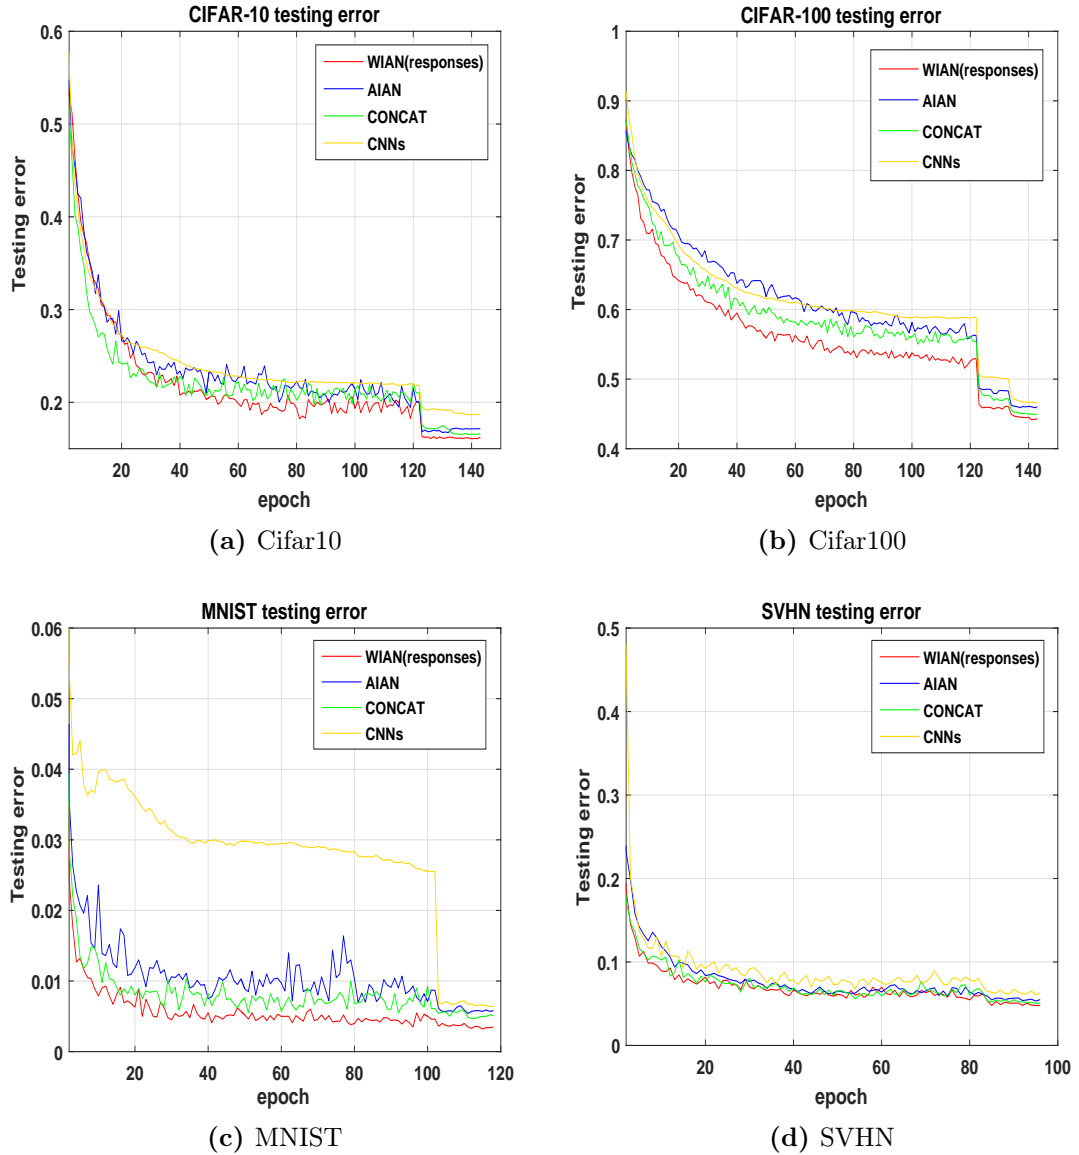 CIFAR-10 testing error
0.6
0.5
0.4
0.3
0.2
Testing error
WIAN(responses)
AIAN
CONCAT
CNNs
20 40 60 80 100 120 140
epoch
(a) Cifar10
CIFAR-100 testing error
1
0.9
0.8
0.7
0.6
0.5
0.4
Testing error
WIAN(responses)
AIAN
CONCAT
CNNs
20 40 60 80 100 120 140
epoch
(b) Cifar100
MNIST testing error
0.06
0.05
0.04
0.03
0.02
0.01
0
Testing error
WIAN(responses)
AIAN
CONCAT
CNNs
20 40 60 80 100 120
epoch
(c) MNIST
SVHN testing error
0.5
0.4
0.3
0.2
0.1
0
Testing error
WIAN(responses)
AIAN
CONCAT
CNNs
20 40 60 80 100
epoch
(d) SVHN